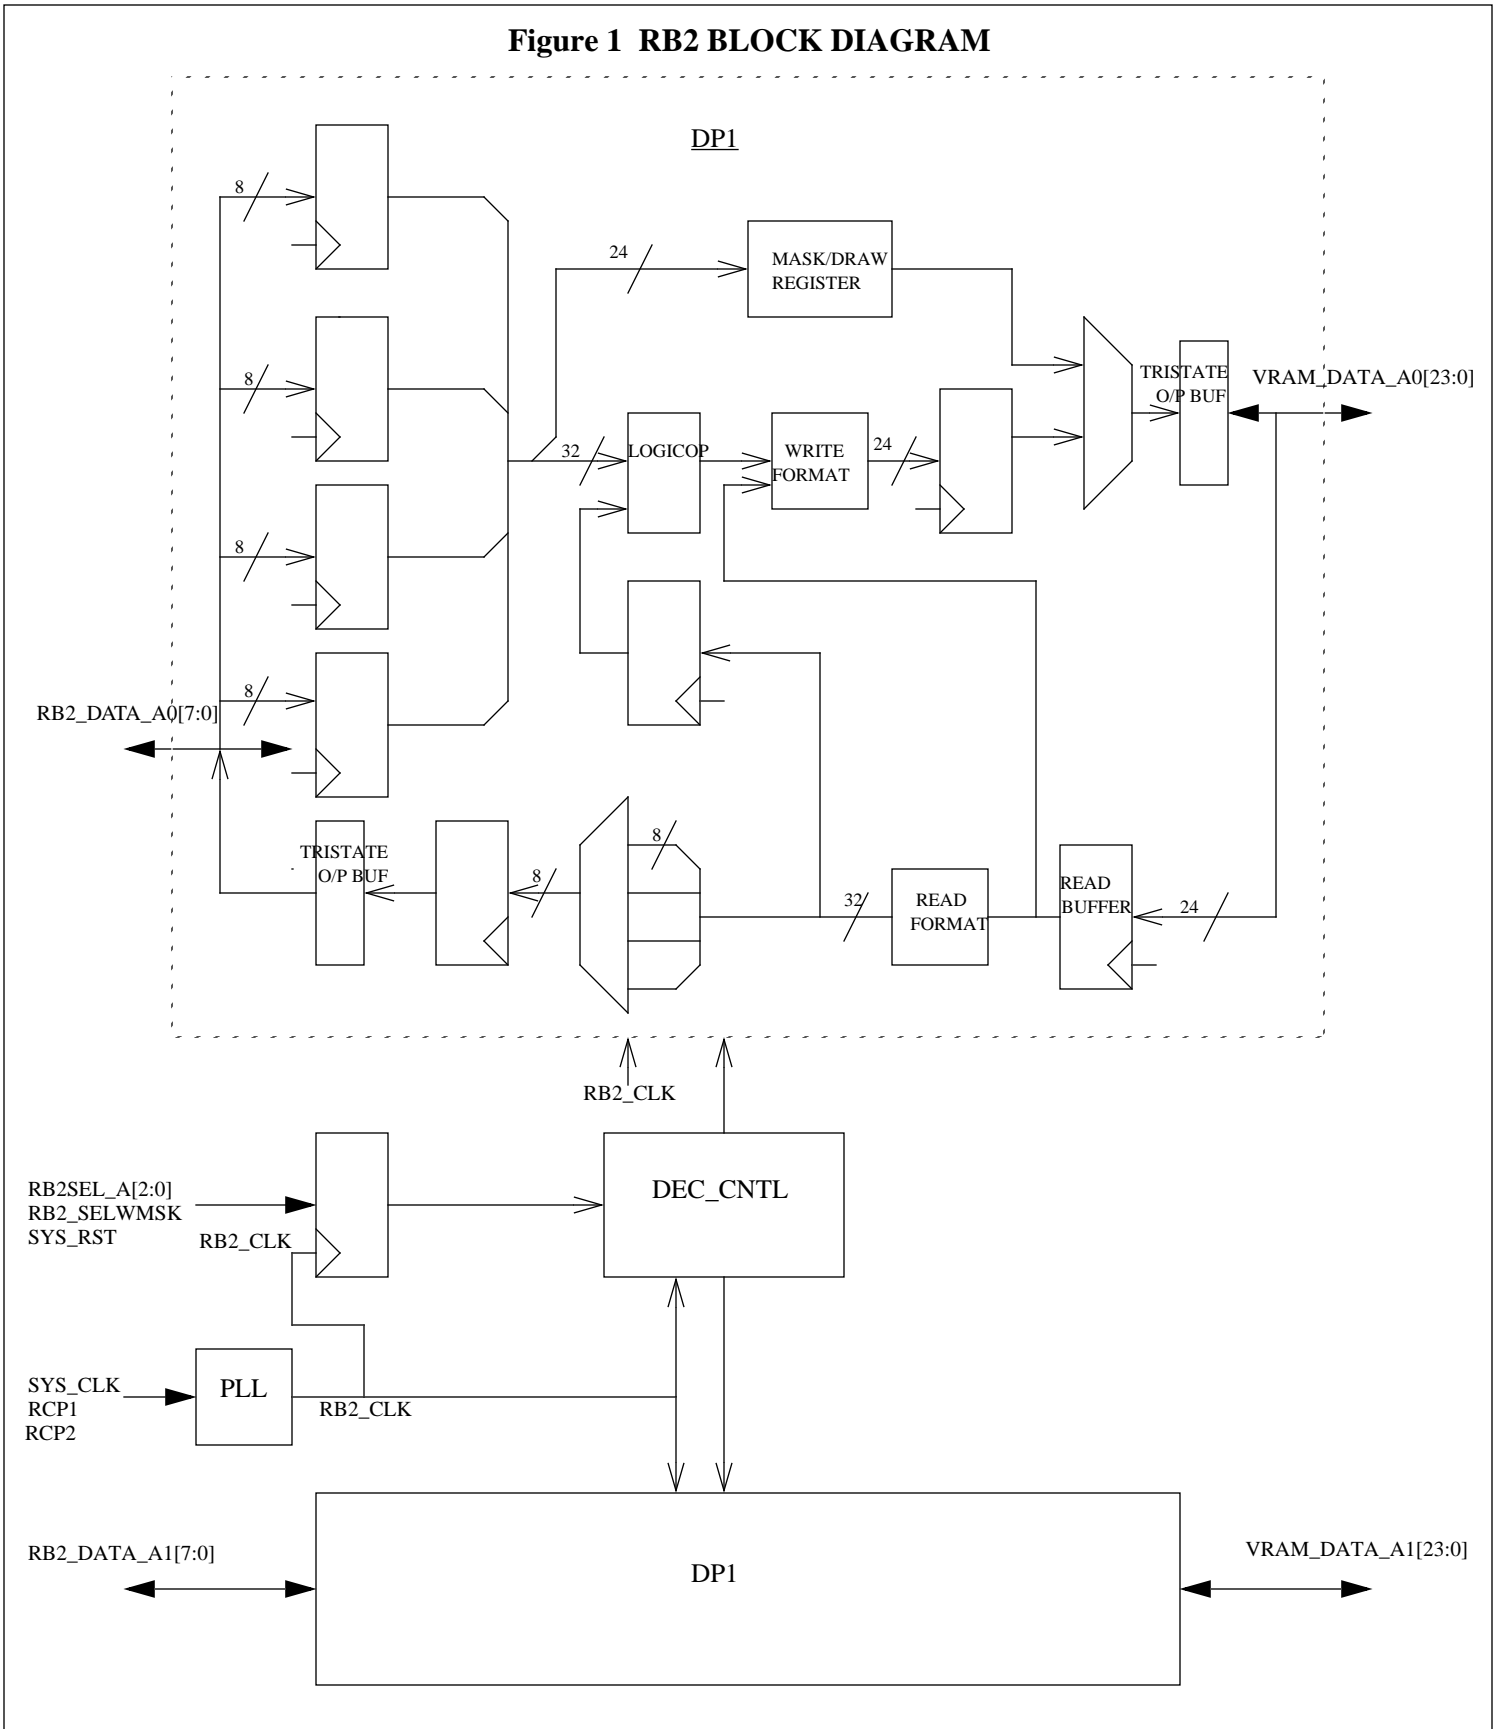 Figure 1 RB2 BLOCK DIAGRAM
DP1
8
24
MASK/DRAW
REGISTER
8
TRISTATE
O/P BUF
VRAM_DATA_A0[23:0]
32
LOGICOP
WRITE
FORMAT
24
8
8
RB2_DATA_A0[7:0]
TRISTATE
O/P BUF
8
8
32
READ
FORMAT
READ
BUFFER
24
RB2_CLK
RB2SEL_A[2:0]
RB2_SELWMSK
SYS_RST
RB2_CLK
DEC_CNTL
SYS_CLK
RCP1
RCP2
PLL
RB2_CLK
RB2_DATA_A1[7:0]
DP1
VRAM_DATA_A1[23:0]